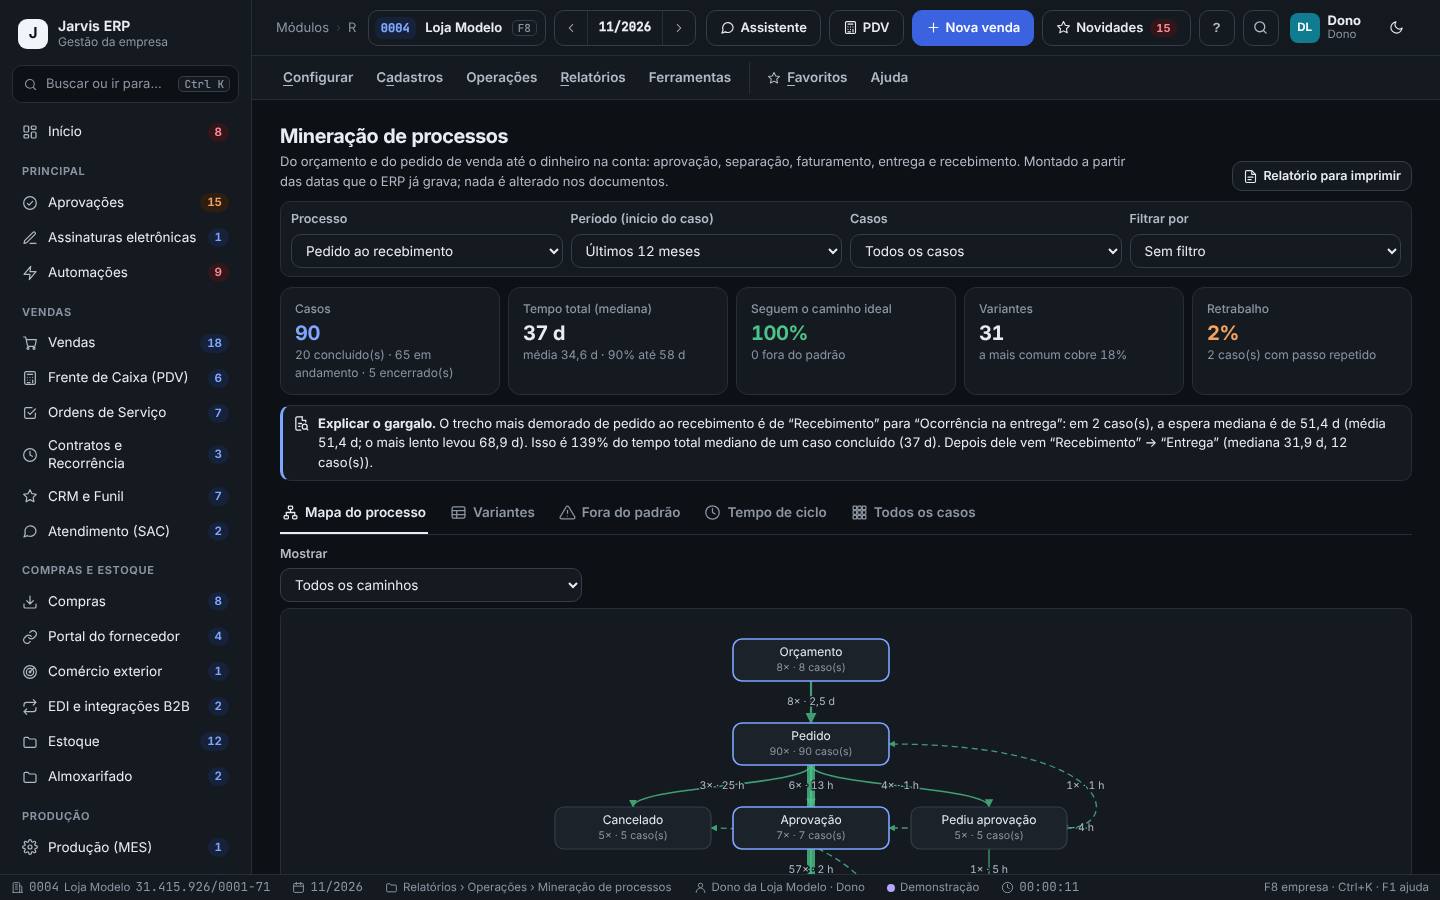 J
Jarvis ERP
Gestão da empresa
Buscar ou ir para...
Ctrl K
Início 8
PRINCIPAL
Aprovações 15
Assinaturas eletrônicas 1
Automações 9
VENDAS
Vendas 18
Frente de Caixa (PDV) 6
Ordens de Serviço 7
Contratos e
Recorrência 3
CRM e Funil 7
Atendimento (SAC) 2
COMPRAS E ESTOQUE
Compras 8
Portal do fornecedor 4
Comércio exterior 1
EDI e integrações B2B 2
Estoque 12
Almoxarifado 2
PRODUÇÃO
Produção (MES) 1
Módulos › R
0004 Loja Modelo F8
‹ 11/2026 ›
Assistente
PDV
+ Nova venda
Novidades 15
?
DL
Dono
Dono
Configurar Cadastros Operações Relatórios Ferramentas Favoritos Ajuda
Mineração de processos
Do orçamento e do pedido de venda até o dinheiro na conta: aprovação, separação, faturamento, entrega e recebimento. Montado a partir
das datas que o ERP já grava; nada é alterado nos documentos.
Relatório para imprimir
Processo
Pedido ao recebimento
Período (início do caso)
Últimos 12 meses
Casos
Todos os casos
Filtrar por
Sem filtro
Casos
90
20 concluído(s) · 65 em
andamento · 5 encerrado(s)
Tempo total (mediana)
37 d
média 34,6 d · 90% até 58 d
Seguem o caminho ideal
100%
0 fora do padrão
Variantes
31
a mais comum cobre 18%
Retrabalho
2%
2 caso(s) com passo repetido
Explicar o gargalo. O trecho mais demorado de pedido ao recebimento é de “Recebimento” para “Ocorrência na entrega”: em 2 caso(s), a espera mediana é de 51,4 d (média
51,4 d; o mais lento levou 68,9 d). Isso é 139% do tempo total mediano de um caso concluído (37 d). Depois dele vem “Recebimento” → “Entrega” (mediana 31,9 d, 12
caso(s)).
Mapa do processo
Variantes
Fora do padrão
Tempo de ciclo
Todos os casos
Mostrar
Todos os caminhos
Orçamento
8× · 8 caso(s)
8× · 2,5 d
Pedido
90× · 90 caso(s)
3× · 25 h
6× · 13 h
4× · 1 h
1× · 1 h
Cancelado
5× · 5 caso(s)
Aprovação
7× · 7 caso(s)
Pediu aprovação
5× · 5 caso(s)
4 h
57× · 2 h
1× · 5 h
0004 Loja Modelo 31.415.926/0001-71
11/2026
Relatórios › Operações › Mineração de processos
Dono da Loja Modelo · Dono
Demonstração
00:00:11
F8 empresa · Ctrl+K · F1 ajuda